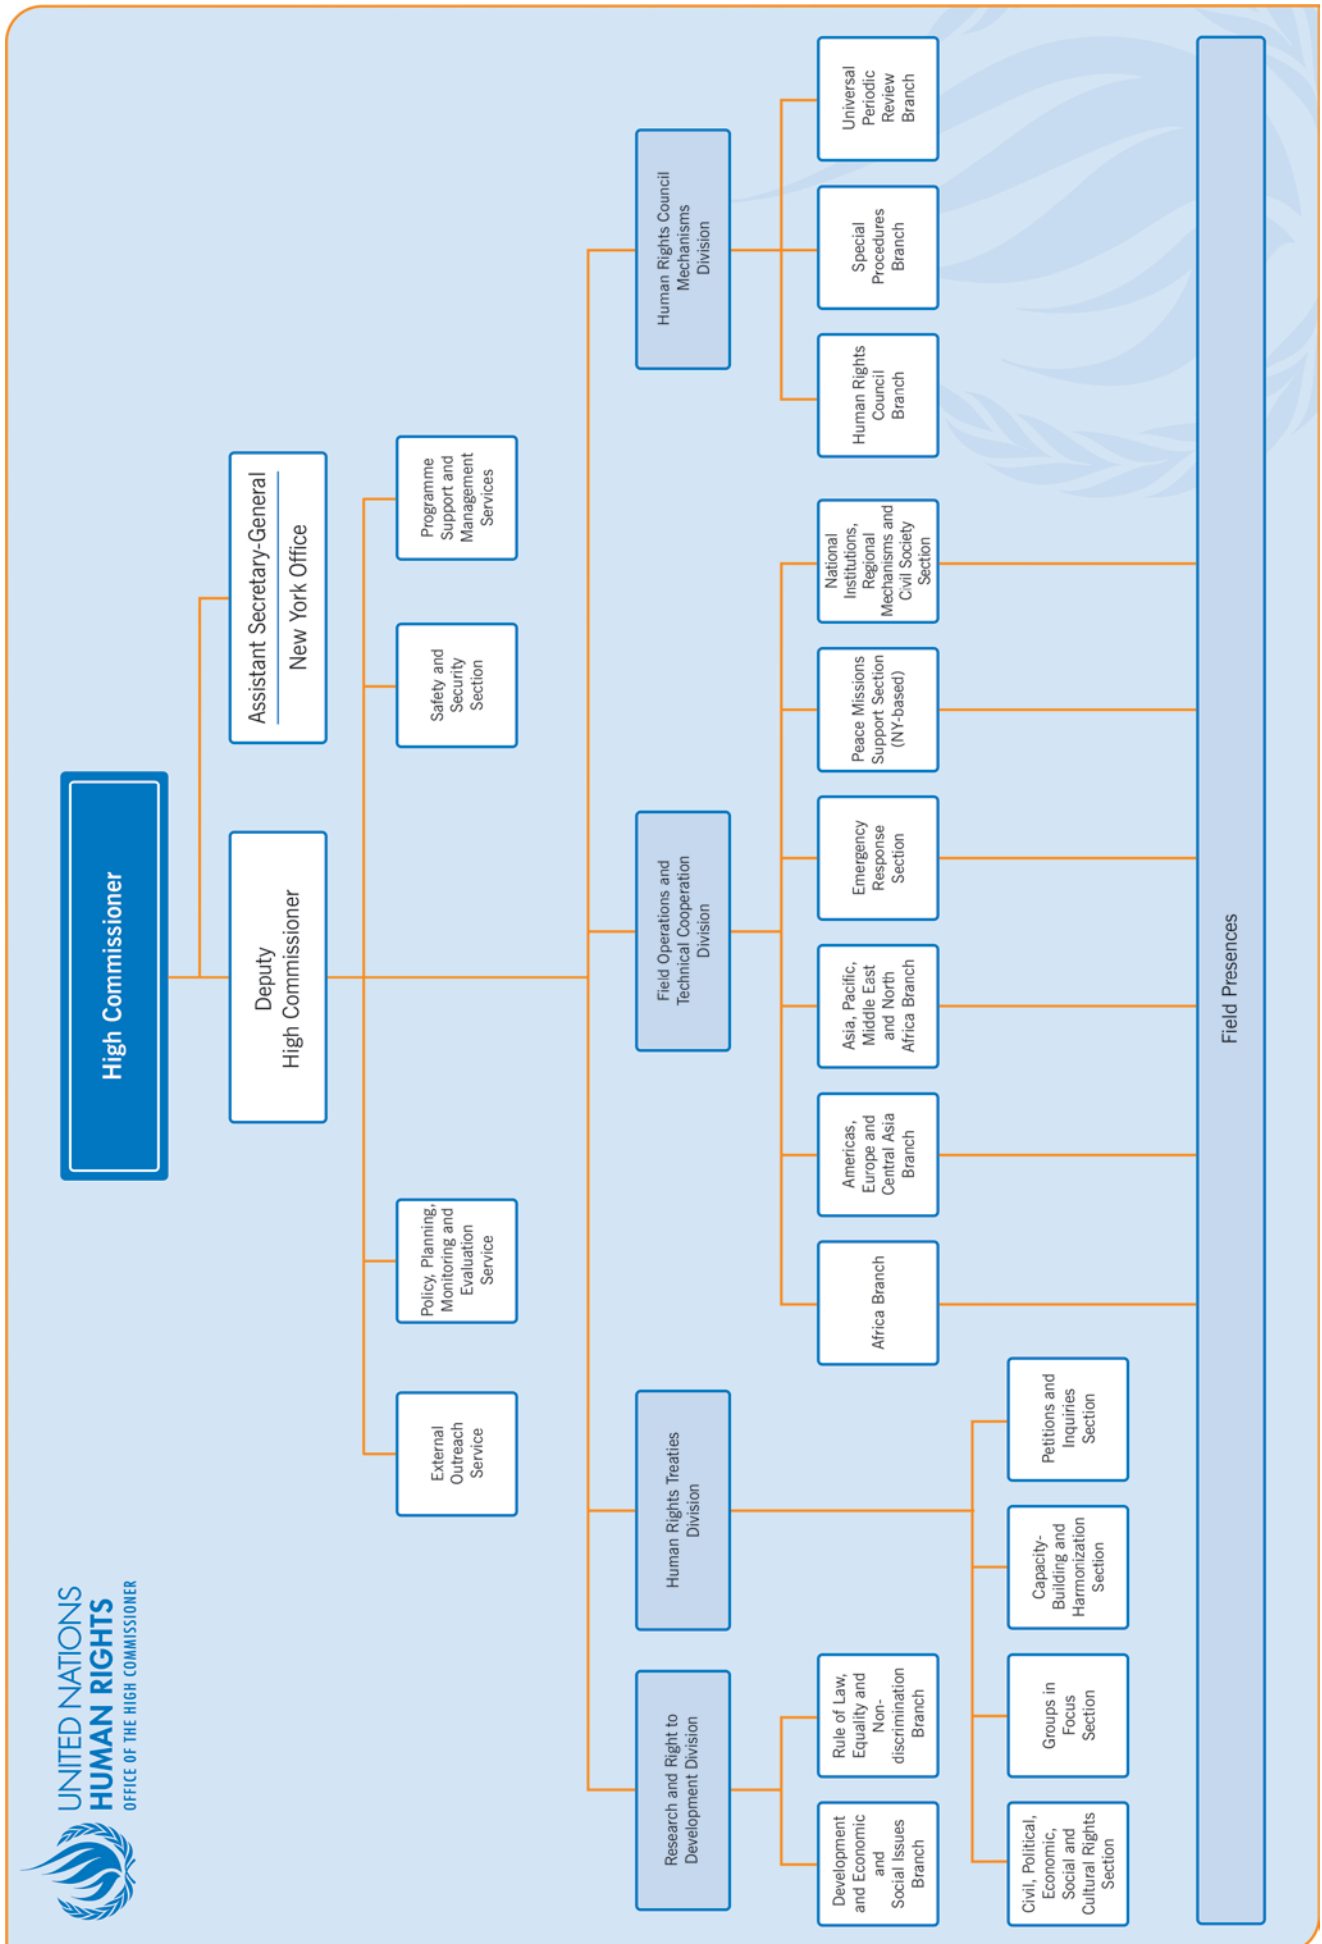 UNITED NATIONS
HUMAN RIGHTS
OFFICE OF THE HIGH COMMISSIONER
High Commissioner
Deputy
High Commissioner
Assistant Secretary-General
New York Office
External
Outreach
Service
Policy, Planning,
Monitoring and
Evaluation
Service
Safety and
Security
Section
Programme
Support and
Management
Services
Research and Right to
Development Division
Human Rights Treaties
Division
Field Operations and
Technical Cooperation
Division
Human Rights Council
Mechanisms
Division
Development
and Economic
and
Social Issues
Branch
Rule of Law,
Equality and
Non-
discrimination
Branch
Africa Branch
Americas,
Europe and
Central Asia
Branch
Asia, Pacific,
Middle East
and North
Africa Branch
Emergency
Response
Section
Peace Missions
Support Section
(NY-based)
National
Institutions,
Regional
Mechanisms and
Civil Society
Section
Human Rights
Council
Branch
Special
Procedures
Branch
Universal
Periodic
Review
Branch
Civil, Political,
Economic,
Social and
Cultural Rights
Section
Groups in
Focus
Section
Capacity-
Building and
Harmonization
Section
Petitions and
Inquiries
Section
Field Presences